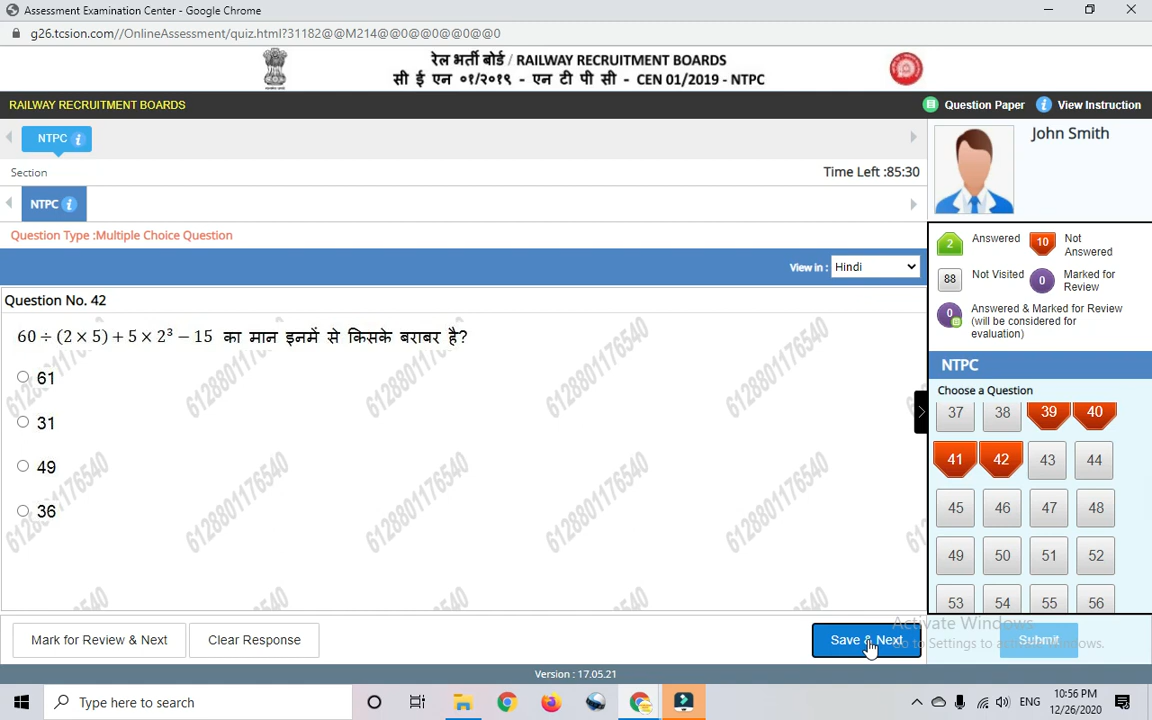 Assessment Examination Center - Google Chrome
g26.tcsion.com//OnlineAssessment/quiz.html?31182@@M214@@0@@0@@0@@0
रेल भर्ती बोर्ड / RAILWAY RECRUITMENT BOARDS
सी ई एन ०१/२०१९ - एन टी पी सी - CEN 01/2019 - NTPC
RAILWAY RECRUITMENT BOARDS
Question Paper
View Instruction
NTPC
John Smith
Section
Time Left :85:30
NTPC
Question Type :Multiple Choice Question
2 Answered
10 Not Answered
88 Not Visited
0 Marked for Review
0 Answered & Marked for Review (will be considered for evaluation)
View in : Hindi
Question No. 42
60 ÷ (2 × 5) + 5 × 2³ − 15 का मान इनमें से किसके बराबर है?
61
31
49
36
6128801176540
NTPC
Choose a Question
37 38 39 40
41 42 43 44
45 46 47 48
49 50 51 52
53 54 55 56
Mark for Review & Next
Clear Response
Save & Next
Submit
Activate Windows
Go to Settings to activate Windows.
Version : 17.05.21
Type here to search
ENG
10:56 PM
12/26/2020